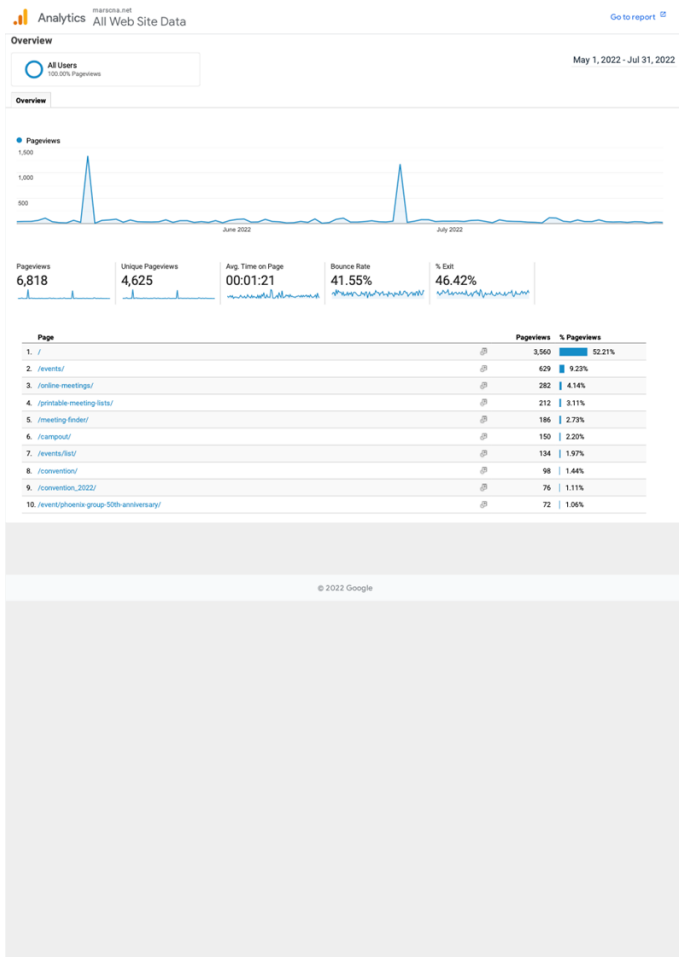 marscna.net
Analytics All Web Site Data
Go to report
Overview
All Users
100.00% Pageviews
May 1, 2022 - Jul 31, 2022
Overview
Pageviews
1,500
1,000
500
June 2022 July 2022
Pageviews Unique Pageviews Avg. Time on Page Bounce Rate % Exit
6,818 4,625 00:01:21 41.55% 46.42%
Page Pageviews % Pageviews
1. / 3,560 52.21%
2. /events/ 629 9.23%
3. /online-meetings/ 282 4.14%
4. /printable-meeting-lists/ 212 3.11%
5. /meeting-finder/ 186 2.73%
6. /campout/ 150 2.20%
7. /events/list/ 134 1.97%
8. /convention/ 98 1.44%
9. /convention_2022/ 76 1.11%
10. /event/phoenix-group-50th-anniversary/ 72 1.06%
© 2022 Google